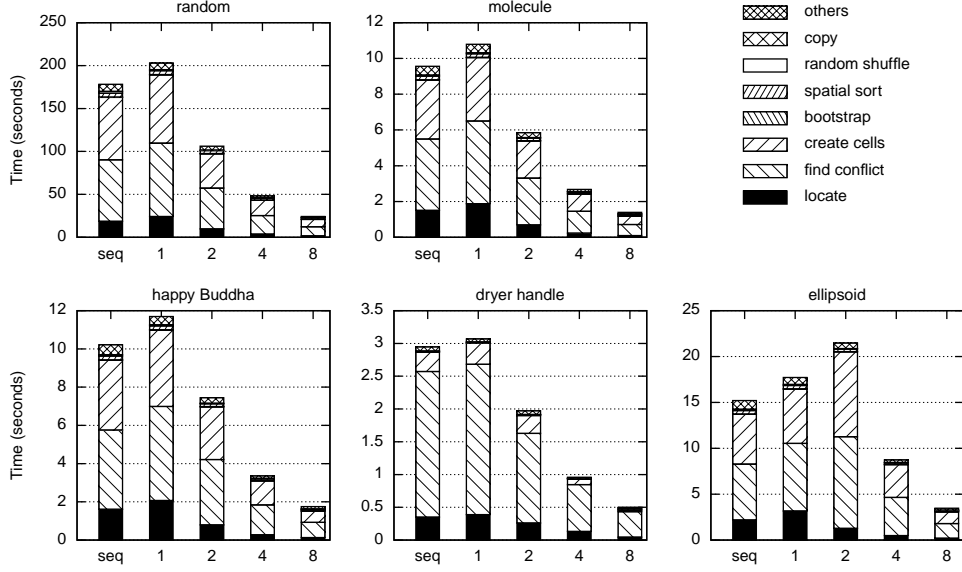 random
Time (seconds)
250
200
150
100
50
0
seq 1 2 4 8
molecule
12
10
8
6
4
2
0
seq 1 2 4 8
others
copy
random shuffle
spatial sort
bootstrap
create cells
find conflict
locate
happy Buddha
Time (seconds)
12
10
8
6
4
2
0
seq 1 2 4 8
dryer handle
3.5
3
2.5
2
1.5
1
0.5
0
seq 1 2 4 8
ellipsoid
25
20
15
10
5
0
seq 1 2 4 8